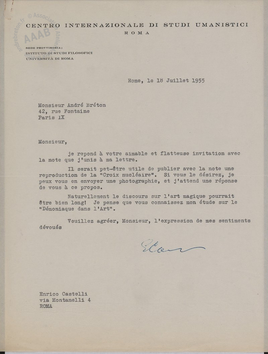 CENTRO INTERNAZIONALE DI STUDI UMANISTICI
ROMA
SEDE PROVVISORIA:
ISTITUTO DI STUDI FILOSOFICI
UNIVERSITÀ DI ROMA
Rome, le 18 Juillet 1955
Monsieur André Bréton
42, rue Fontaine
Paris IX
Monsieur,
je repond à votre aimable et flatteuse invitation avec
la note que j'unis à ma lettre.
Il serait peut-être utile de publier avec la note une
reproduction de la "Croix . Si vous le désirez, je
peux vous en envoyer une photographie, et j'attend une réponse
de vous à ce propos.
Naturellement le discours sur l'art magique pourrait
être bien long! Je pense que vous connaissez mon étude sur le
"Démoniaque dans l'Art".
Veuillez agréer, Monsieur, l'expression de mes sentiments
dévoués
Enrico Castelli
via Montanelli 4
ROMA